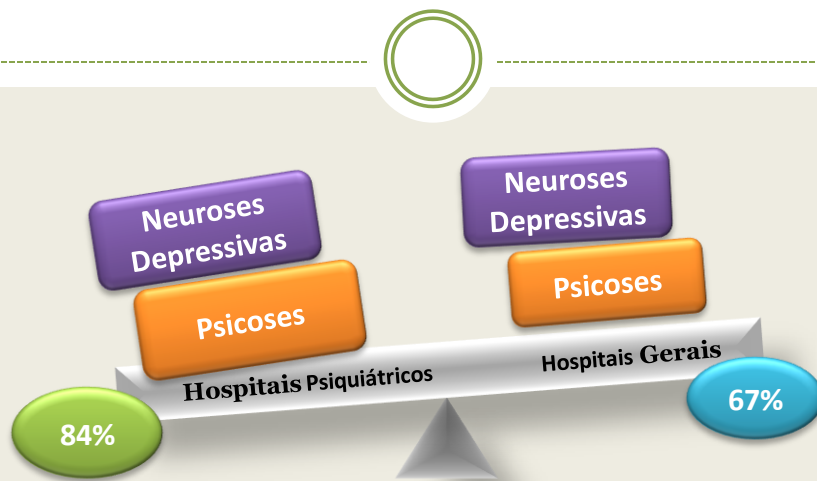 Neuroses
Depressivas
Psicoses
Hospitais Psiquiátricos
84%
Neuroses
Depressivas
Psicoses
Hospitais Gerais
67%